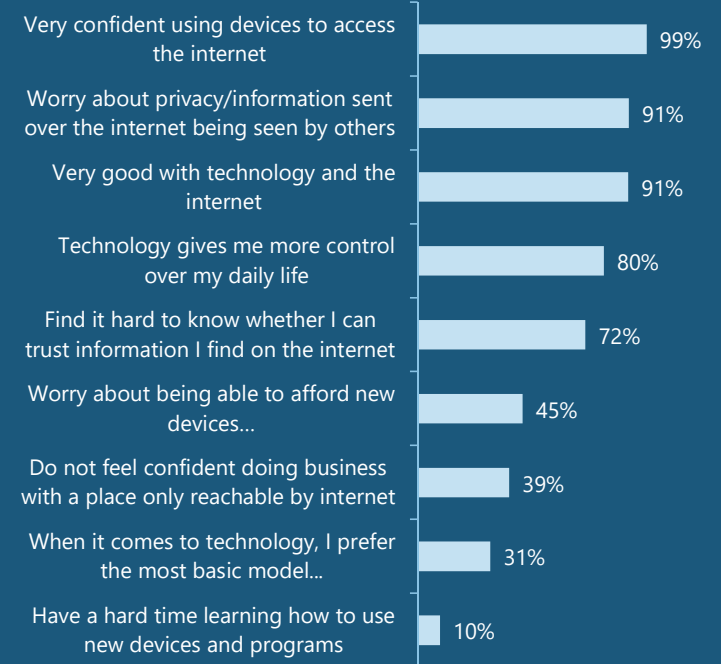 Very confident using devices to access
the internet
99%
Worry about privacy/information sent
over the internet being seen by others
91%
Very good with technology and the
internet
91%
Technology gives me more control
over my daily life
80%
Find it hard to know whether I can
trust information I find on the internet
72%
Worry about being able to afford new
devices...
45%
Do not feel confident doing business
with a place only reachable by internet
39%
When it comes to technology, I prefer
the most basic model...
31%
Have a hard time learning how to use
new devices and programs
10%